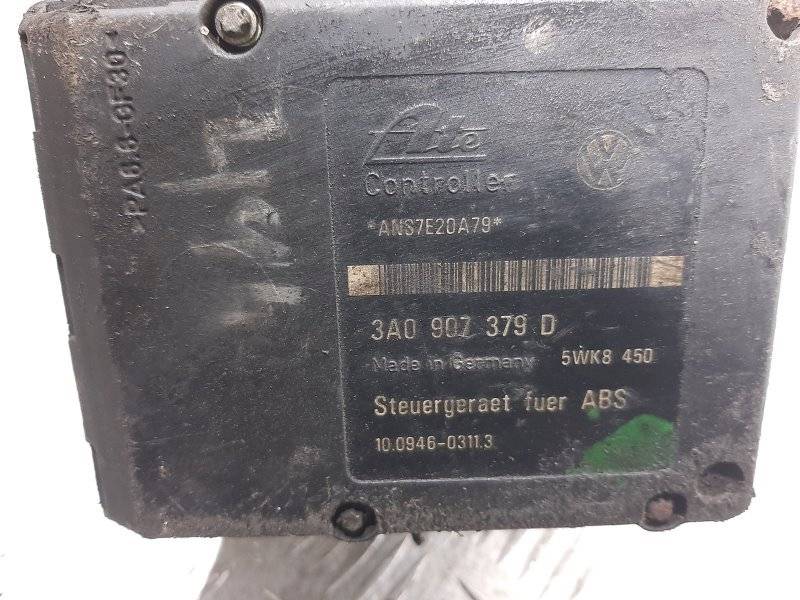 >PA6.6-GF30<
Ate
Controller
*ANS7E20A79*
3A0 907 379 D
Made in Germany 5WK8 450
Steuergeraet fuer ABS
10.0946-0311.3